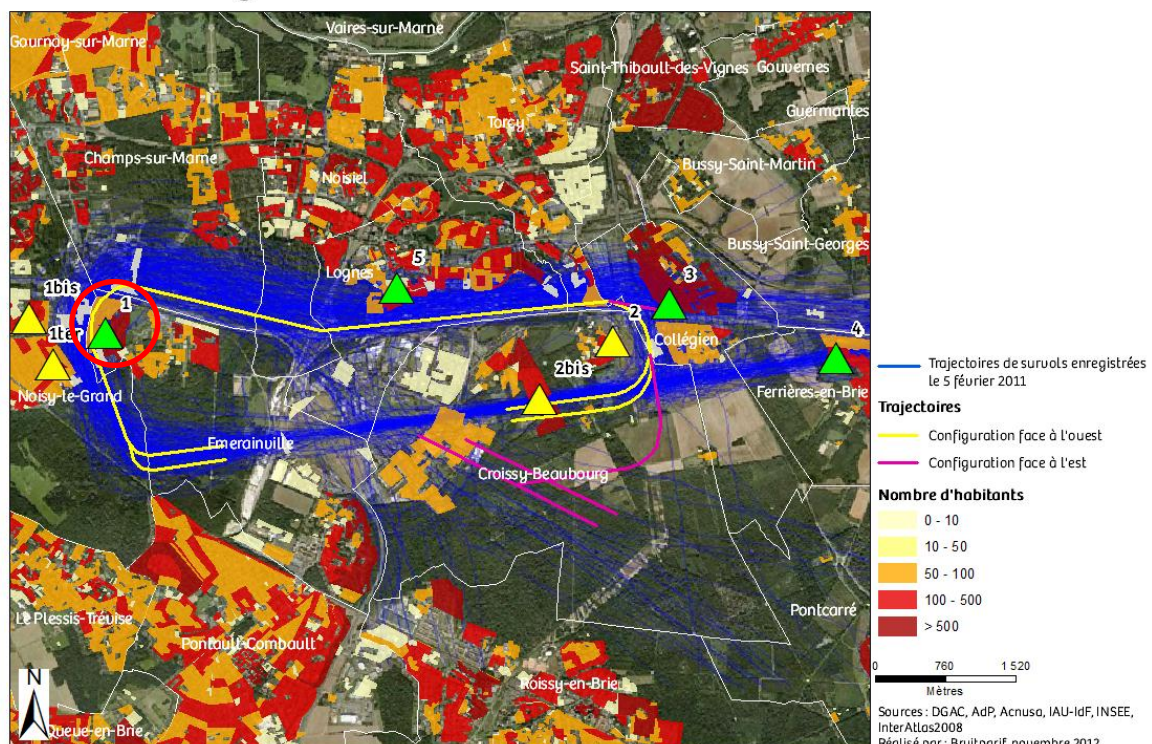 Vaires-sur-Marne
Gournay-sur-Marne
Saint-Thibault-des-Vignes
Gouvernes
Guermantes
Torcy
Champs-sur-Marne
Noisiel
Bussy-Saint-Martin
Bussy-Saint-Georges
Lognes
5
1bis
1
3
1ter
2
4
Collégien
2bis
Noisy-le-Grand
Ferrières-en-Brie
Emerainville
Croissy-Beaubourg
Le Plessis-Trévise
Pontault-Combault
Pontcarré
Roissy-en-Brie
N
Queue-en-Brie
Trajectoires de survols enregistrées
le 5 février 2011
Trajectoires
Configuration face à l'ouest
Configuration face à l'est
Nombre d'habitants
0 - 10
10 - 50
50 - 100
100 - 500
> 500
0 760 1 520
Mètres
Sources : DGAC, AdP, Acnusa, IAU-IdF, INSEE,
InterAtlas2008
Réalisé par : Bruitparif, novembre 2012